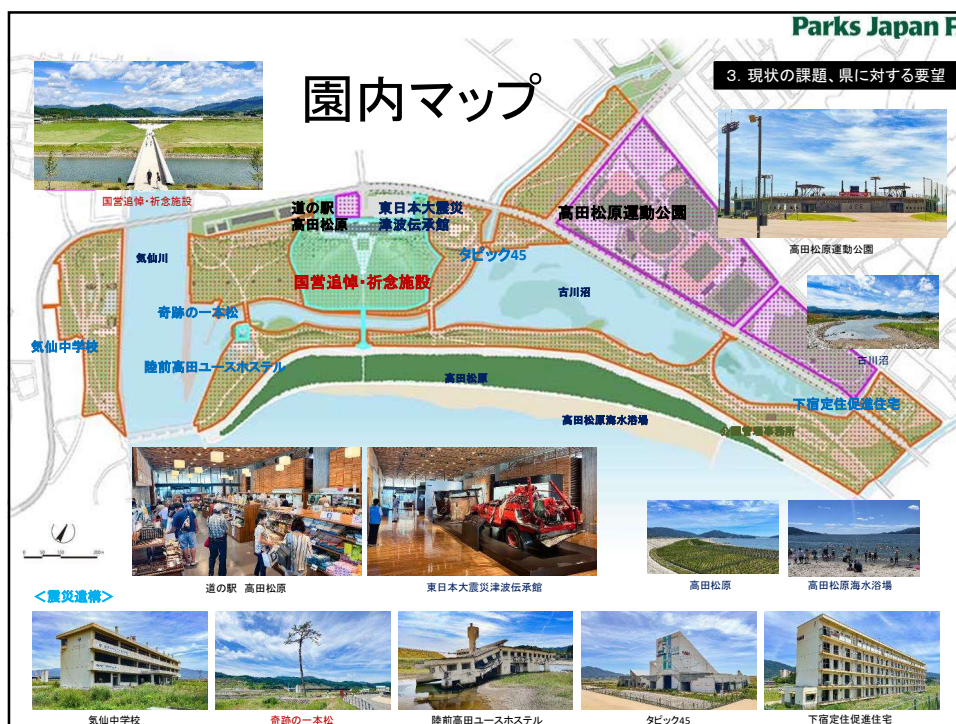 Parks Japan F
3．現状の課題、県に対する要望
園内マップ
国営追悼・祈念施設
道の駅
高田松原
東日本大震災
津波伝承館
高田松原運動公園
高田松原運動公園
タピック45
気仙川
国営追悼・祈念施設
古川沼
奇跡の一本松
気仙中学校
古川沼
陸前高田ユースホステル
高田松原
下宿定住促進住宅
高田松原海水浴場
公園管理事務所
道の駅 高田松原
東日本大震災津波伝承館
高田松原
高田松原海水浴場
＜震災遺構＞
気仙中学校
奇跡の一本松
陸前高田ユースホステル
タピック45
下宿定住促進住宅